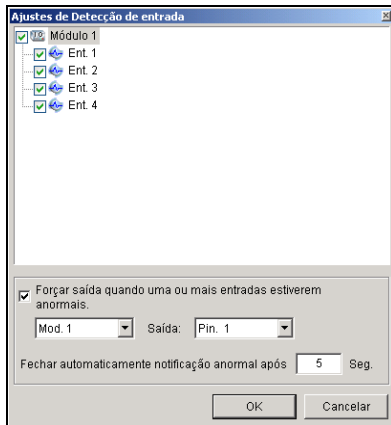 Ajustes de Detecção de entrada
Módulo 1
Ent. 1
Ent. 2
Ent. 3
Ent. 4
Forçar saída quando uma ou mais entradas estiverem
anormais.
Mod. 1 Saída: Pin. 1
Fechar automaticamente notificação anormal após 5 Seg.
OK Cancelar